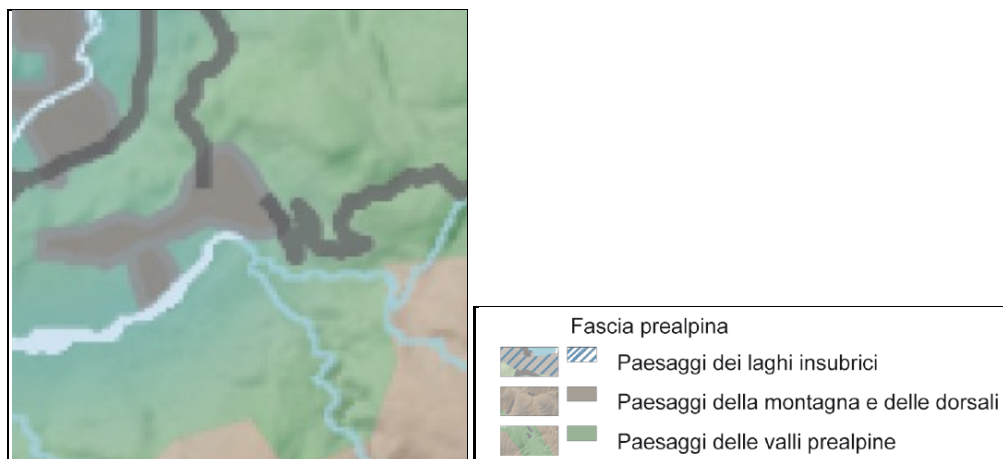 Fascia prealpina
Paesaggi dei laghi insubrici
Paesaggi della montagna e delle dorsali
Paesaggi delle valli prealpine